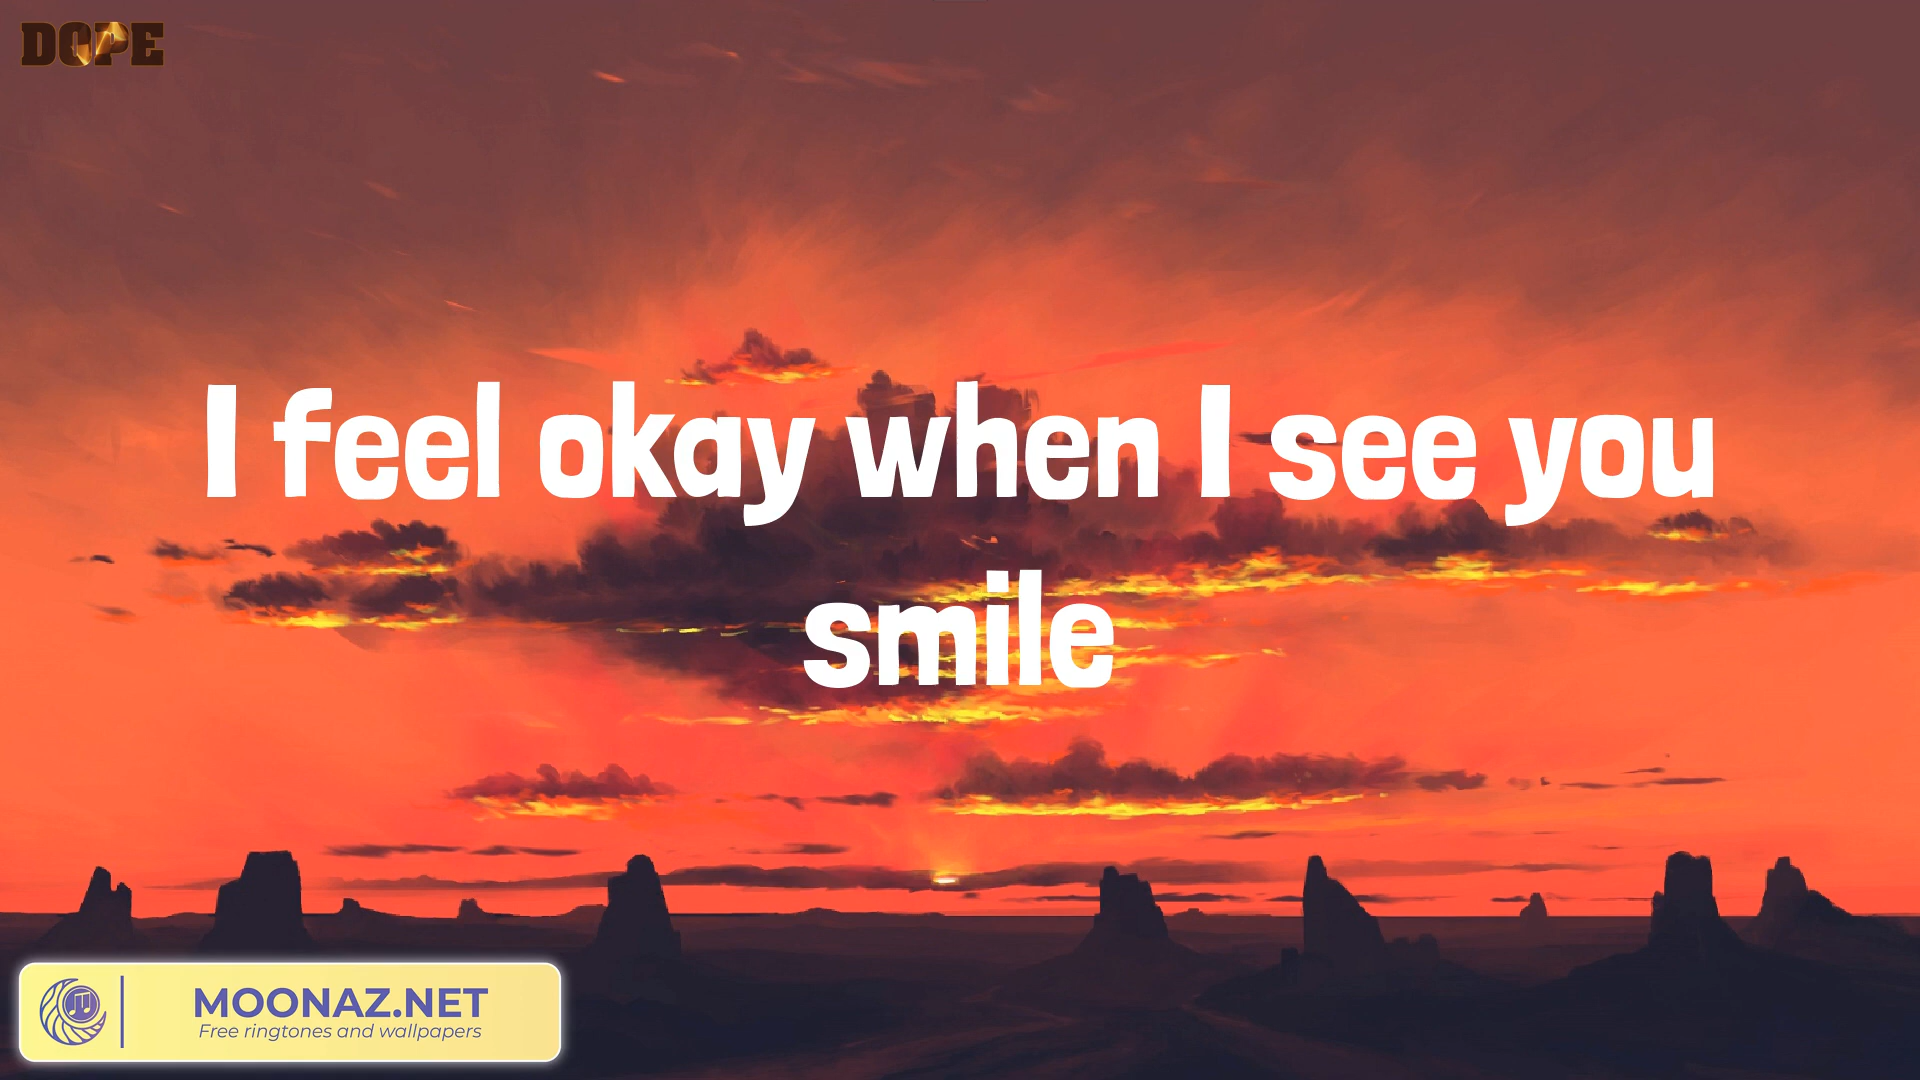 DOPE
I feel okay when I see you
smile
MOONAZ.NET
Free ringtones and wallpapers